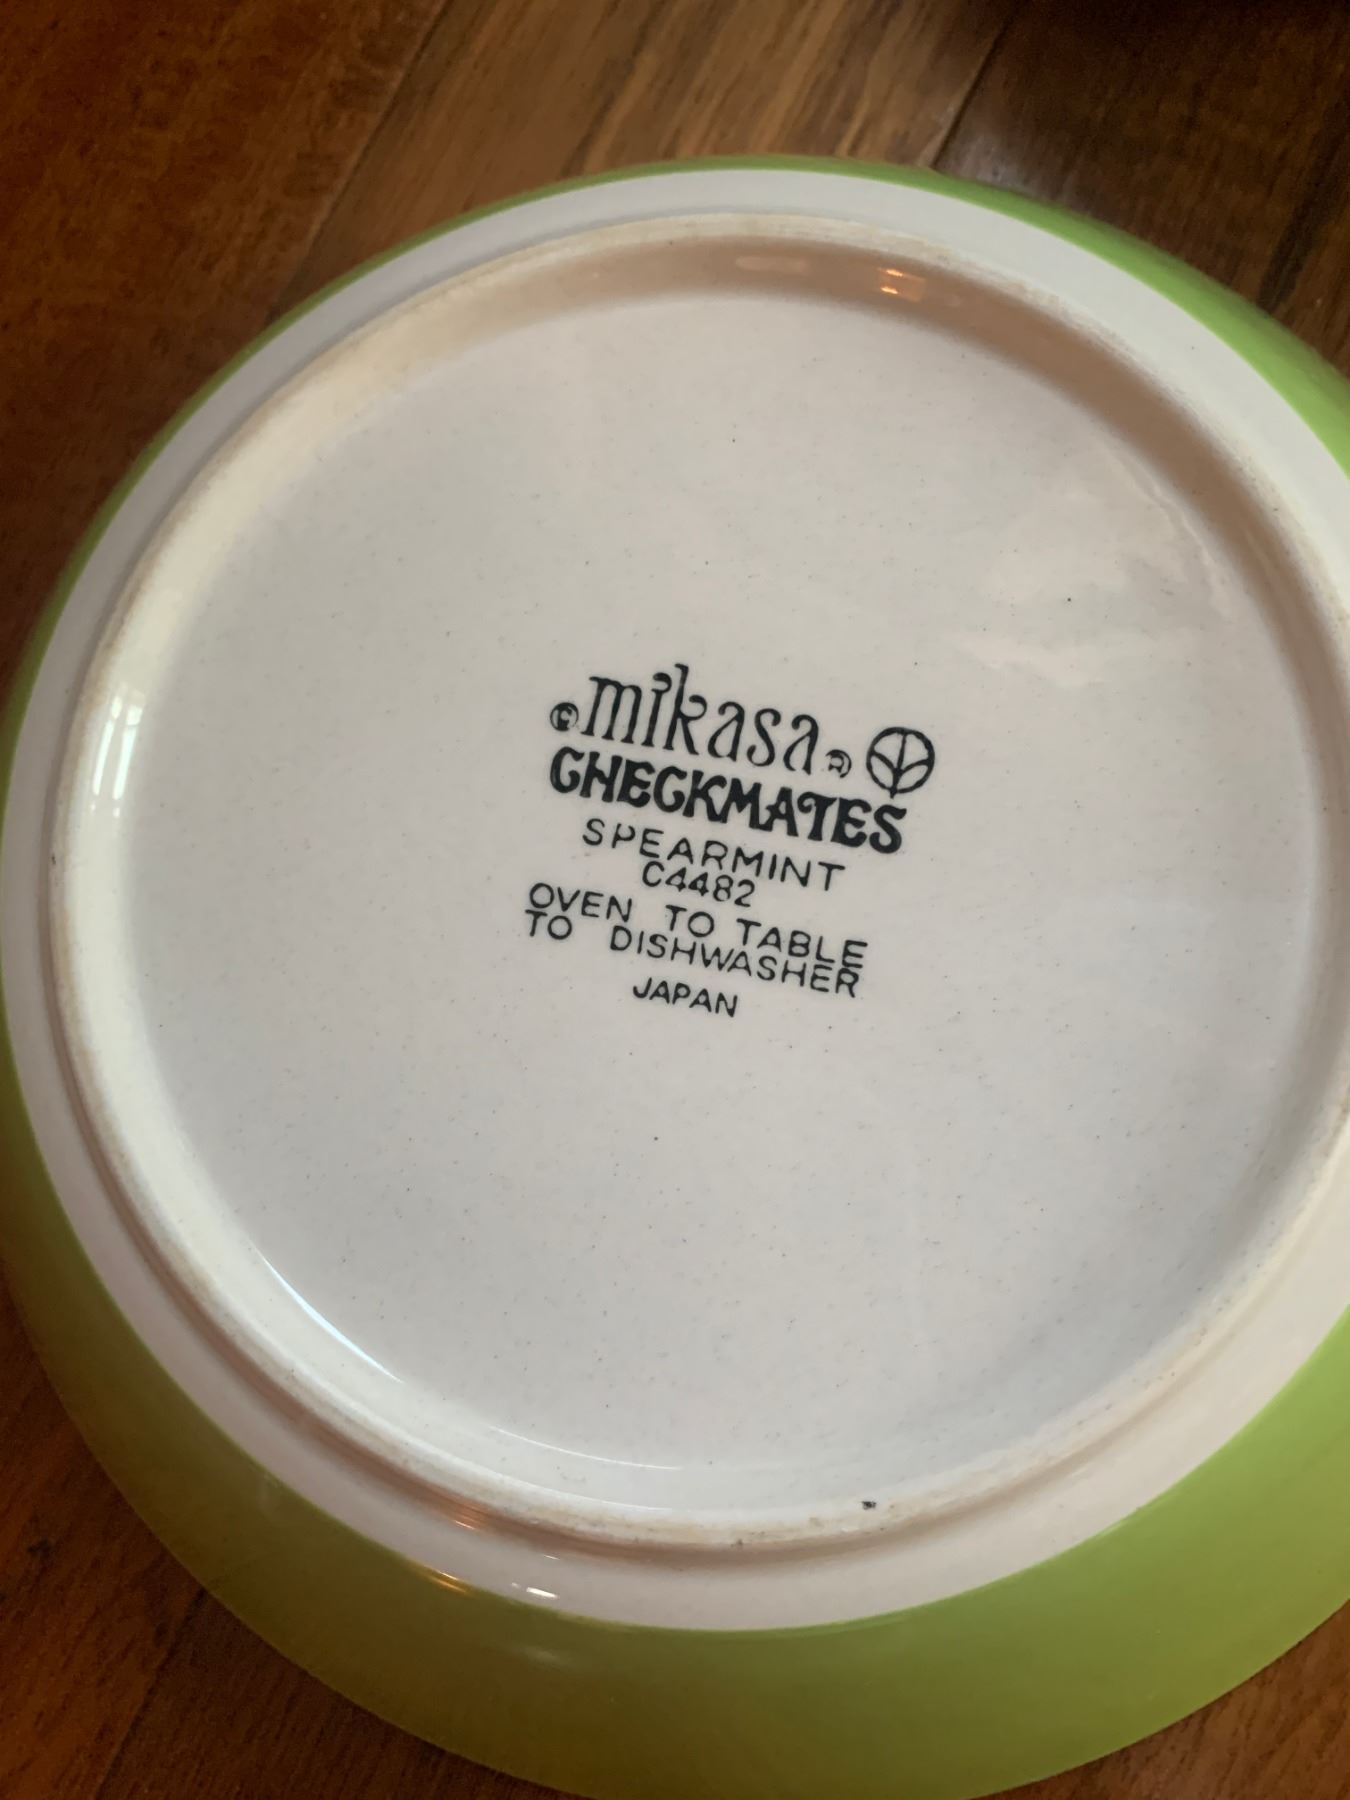 © mikasa ®
CHECKMATES
SPEARMINT
C4482
OVEN TO TABLE
TO DISHWASHER
JAPAN